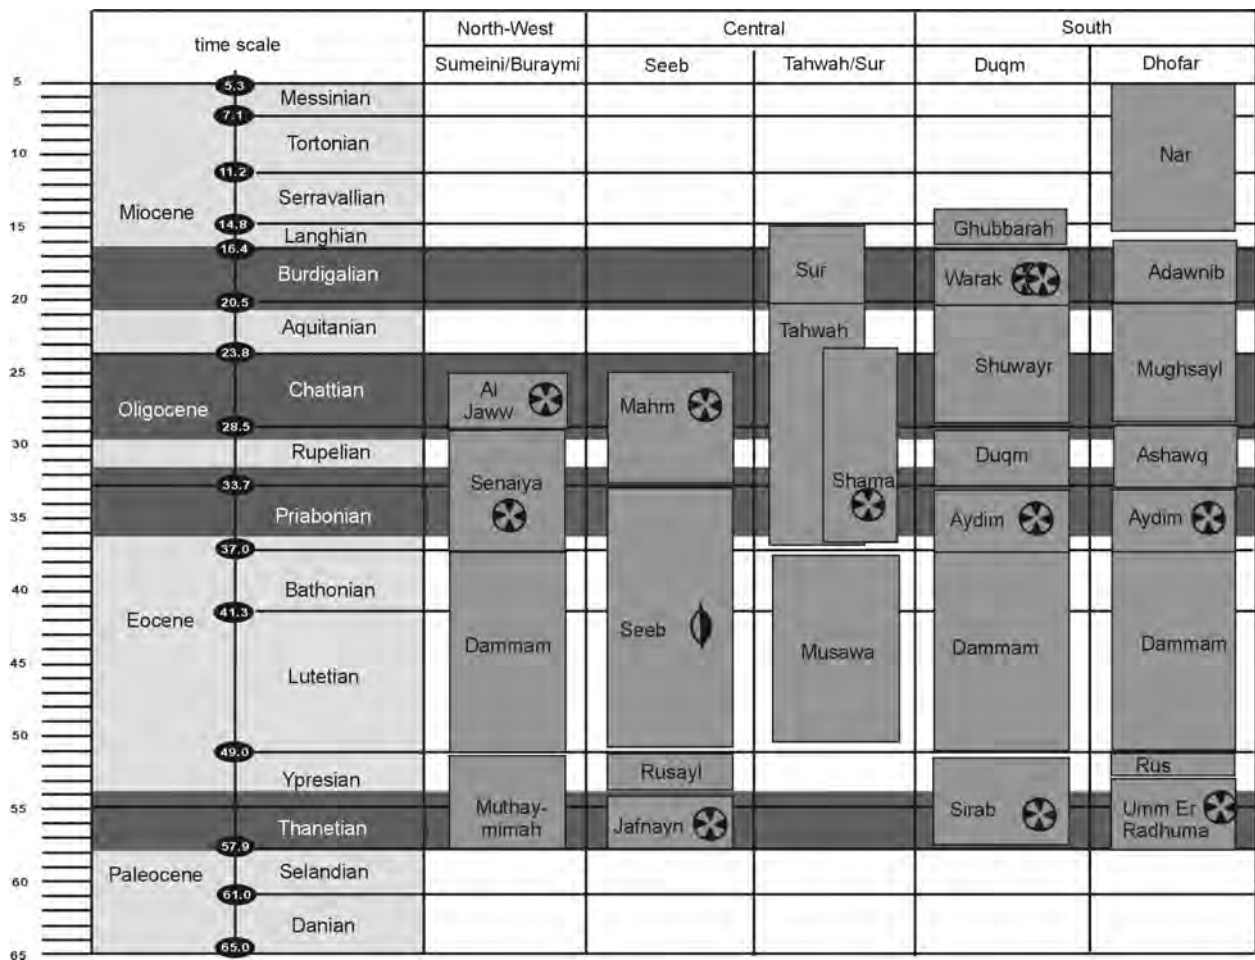 North-West Central South
time scale
Sumeini/Buraymi Seeb Tahwah/Sur Duqm Dhofar
5
5.3
Messinian
7.1
Tortonian
10
Nar
11.2
Serravallian
Miocene
14.8
15
Ghubbarah
Langhian
16.4
Burdigalian
Sur
Warak
Adawnib
20
20.5
Aquitanian
Tahwah
23.8
Shuwayr
Mughsayl
25
Chattian
Al
Jaww
Mahm
Oligocene
28.5
30
Rupelian
Duqm
Ashawq
33.7
Senaiya
Shama
35
Priabonian
Aydim
Aydim
37.0
40
Bathonian
41.3
Eocene
Seeb
Dammam
Musawa
Dammam
Dammam
45
Lutetian
50
49.0
Ypresian
Rusayl
Rus
55
Muthay-
mimah
Sirab
Umm Er
Radhuma
Thanetian
Jafnayn
57.9
60
Paleocene
Selandian
61.0
Danian
65.0
65